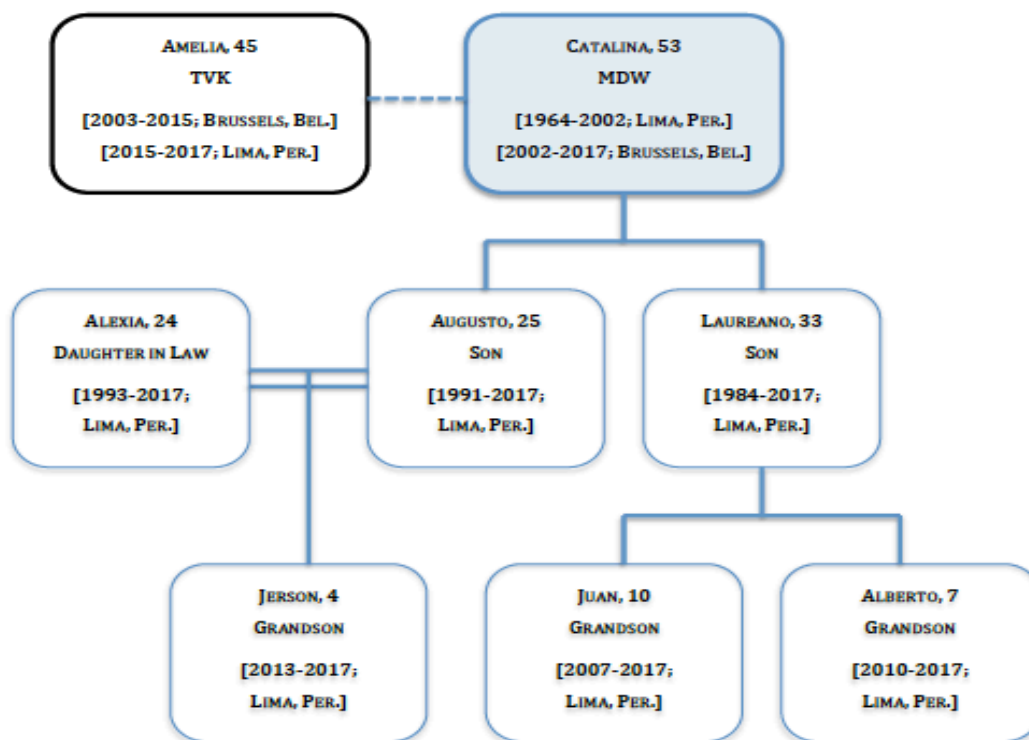 Amelia, 45
TVK
[2003-2015; Brussels, Bel.]
[2015-2017; Lima, Per.]
Catalina, 53
MDW
[1964-2002; Lima, Per.]
[2002-2017; Brussels, Bel.]
Alexia, 24
Daughter in Law
[1993-2017;
Lima, Per.]
Augusto, 25
Son
[1991-2017;
Lima, Per.]
Laureano, 33
Son
[1984-2017;
Lima, Per.]
Jerson, 4
Grandson
[2013-2017;
Lima, Per.]
Juan, 10
Grandson
[2007-2017;
Lima, Per.]
Alberto, 7
Grandson
[2010-2017;
Lima, Per.]